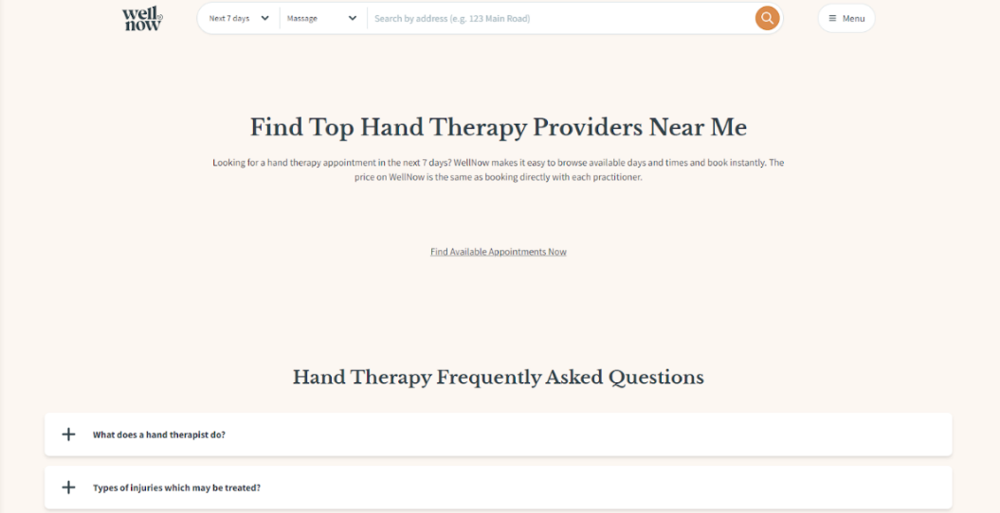 well
now
Next 7 days
Massage
Search by address (e.g. 123 Main Road)
Menu
Find Top Hand Therapy Providers Near Me
Looking for a hand therapy appointment in the next 7 days? WellNow makes it easy to browse available days and times and book instantly. The
price on WellNow is the same as booking directly with each practitioner.
Find Available Appointments Now
Hand Therapy Frequently Asked Questions
What does a hand therapist do?
Types of injuries which may be treated?